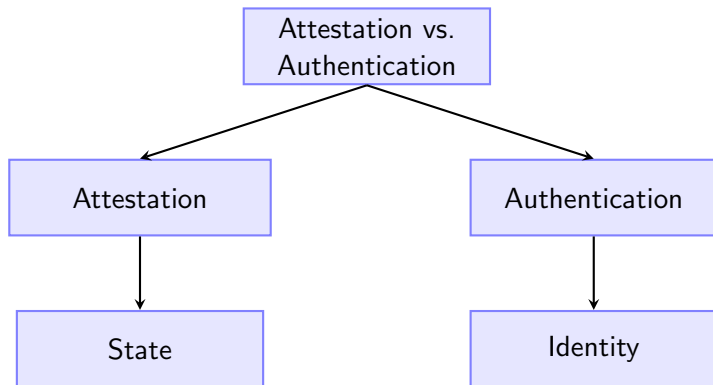 Attestation vs.
Authentication
Attestation
Authentication
State
Identity